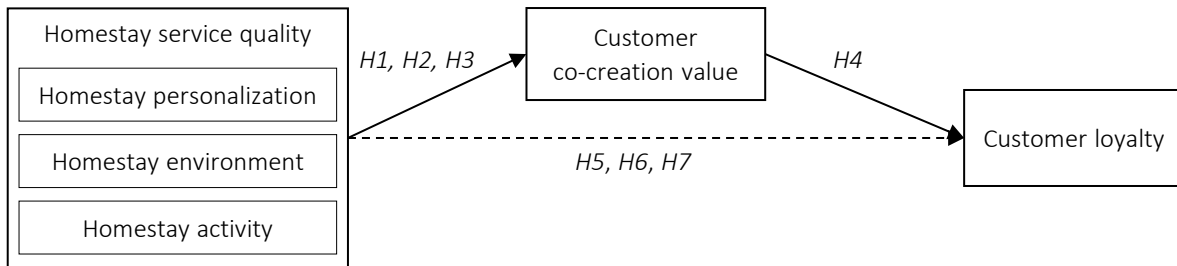 Homestay service quality
Homestay personalization
Homestay environment
Homestay activity
H1, H2, H3
Customer
co-creation value
H4
H5, H6, H7
Customer loyalty